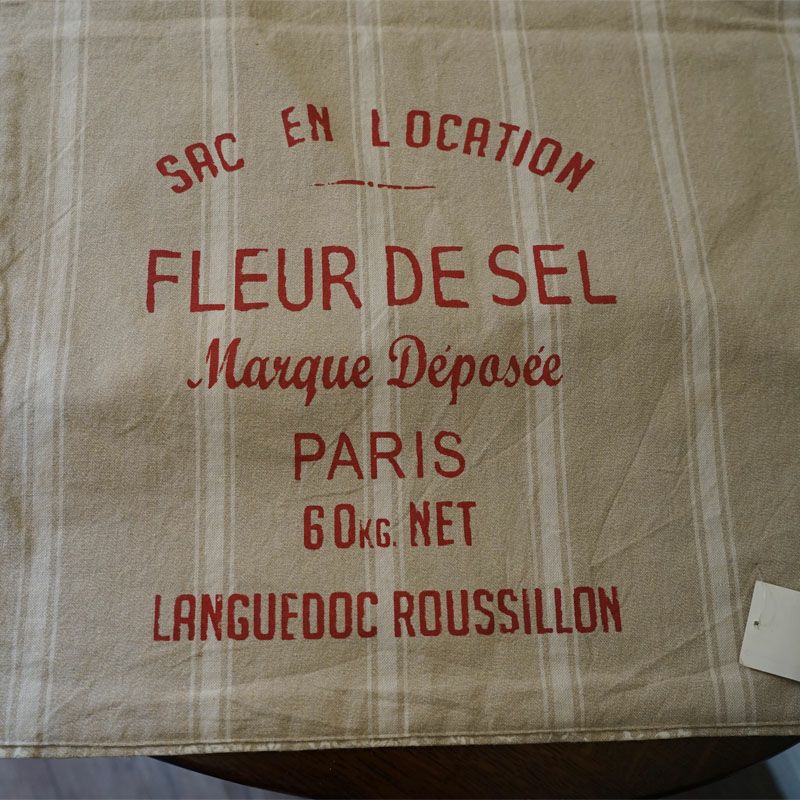 SAC EN LOCATION
FLEUR DE SEL
Marque Déposée
PARIS
60KG. NET
LANGUEDOC ROUSSILLON